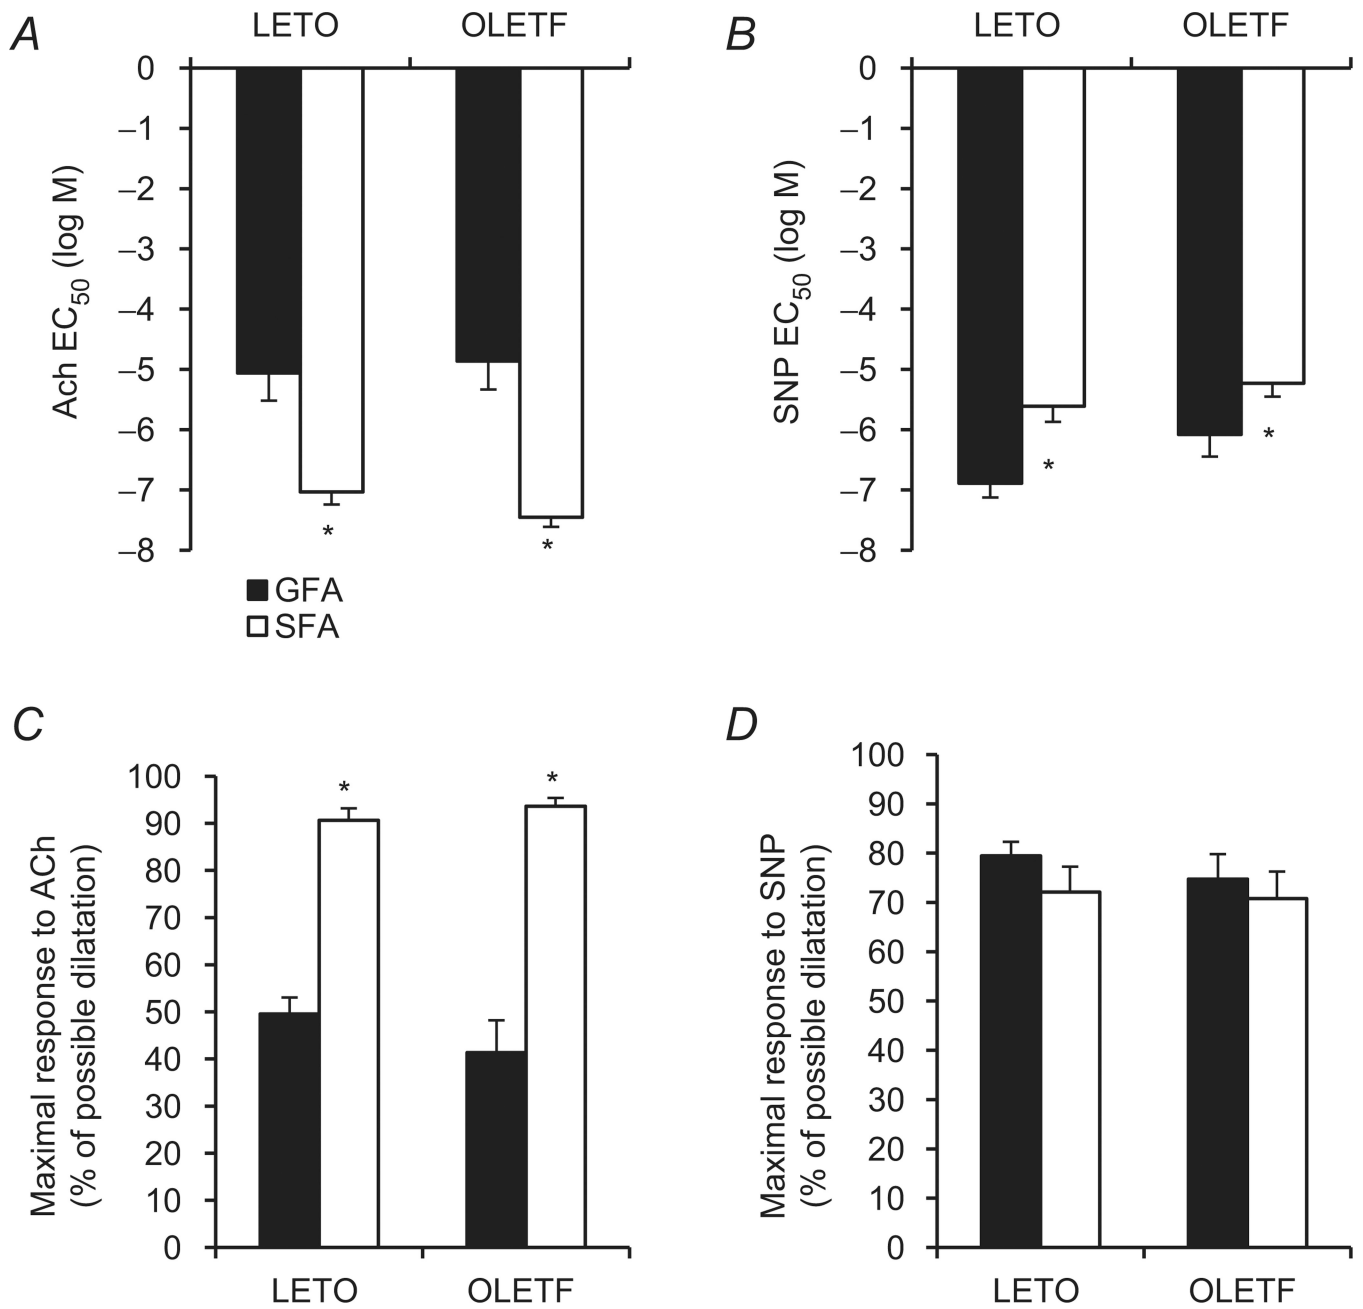 A
LETO OLETF
0
–1
–2
–3
–4
–5
–6
–7
–8
Ach EC50 (log M)
*
*
GFA
SFA
B
LETO OLETF
0
–1
–2
–3
–4
–5
–6
–7
–8
SNP EC50 (log M)
*
*
C
100
90
80
70
60
50
40
30
20
10
0
Maximal response to ACh
(% of possible dilatation)
*
*
LETO OLETF
D
100
90
80
70
60
50
40
30
20
10
0
Maximal response to SNP
(% of possible dilatation)
LETO OLETF